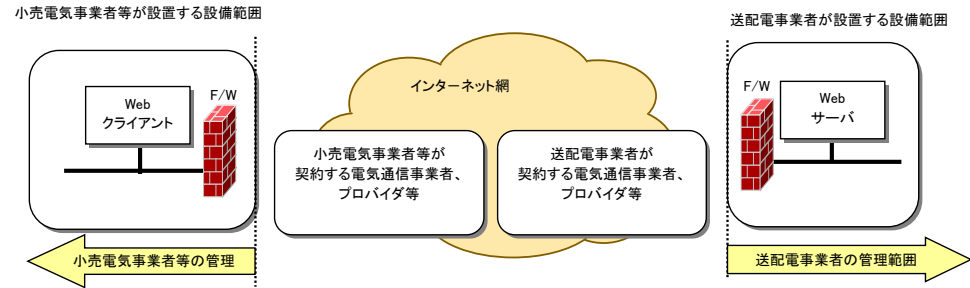 小売電気事業者等が設置する設備範囲
送配電事業者が設置する設備範囲
インターネット網
F/W
Web
クライアント
小売電気事業者等が
契約する電気通信事業者、
プロバイダ等
送配電事業者が
契約する電気通信事業者、
プロバイダ等
F/W
Web
サーバ
小売電気事業者等の管理
送配電事業者の管理範囲